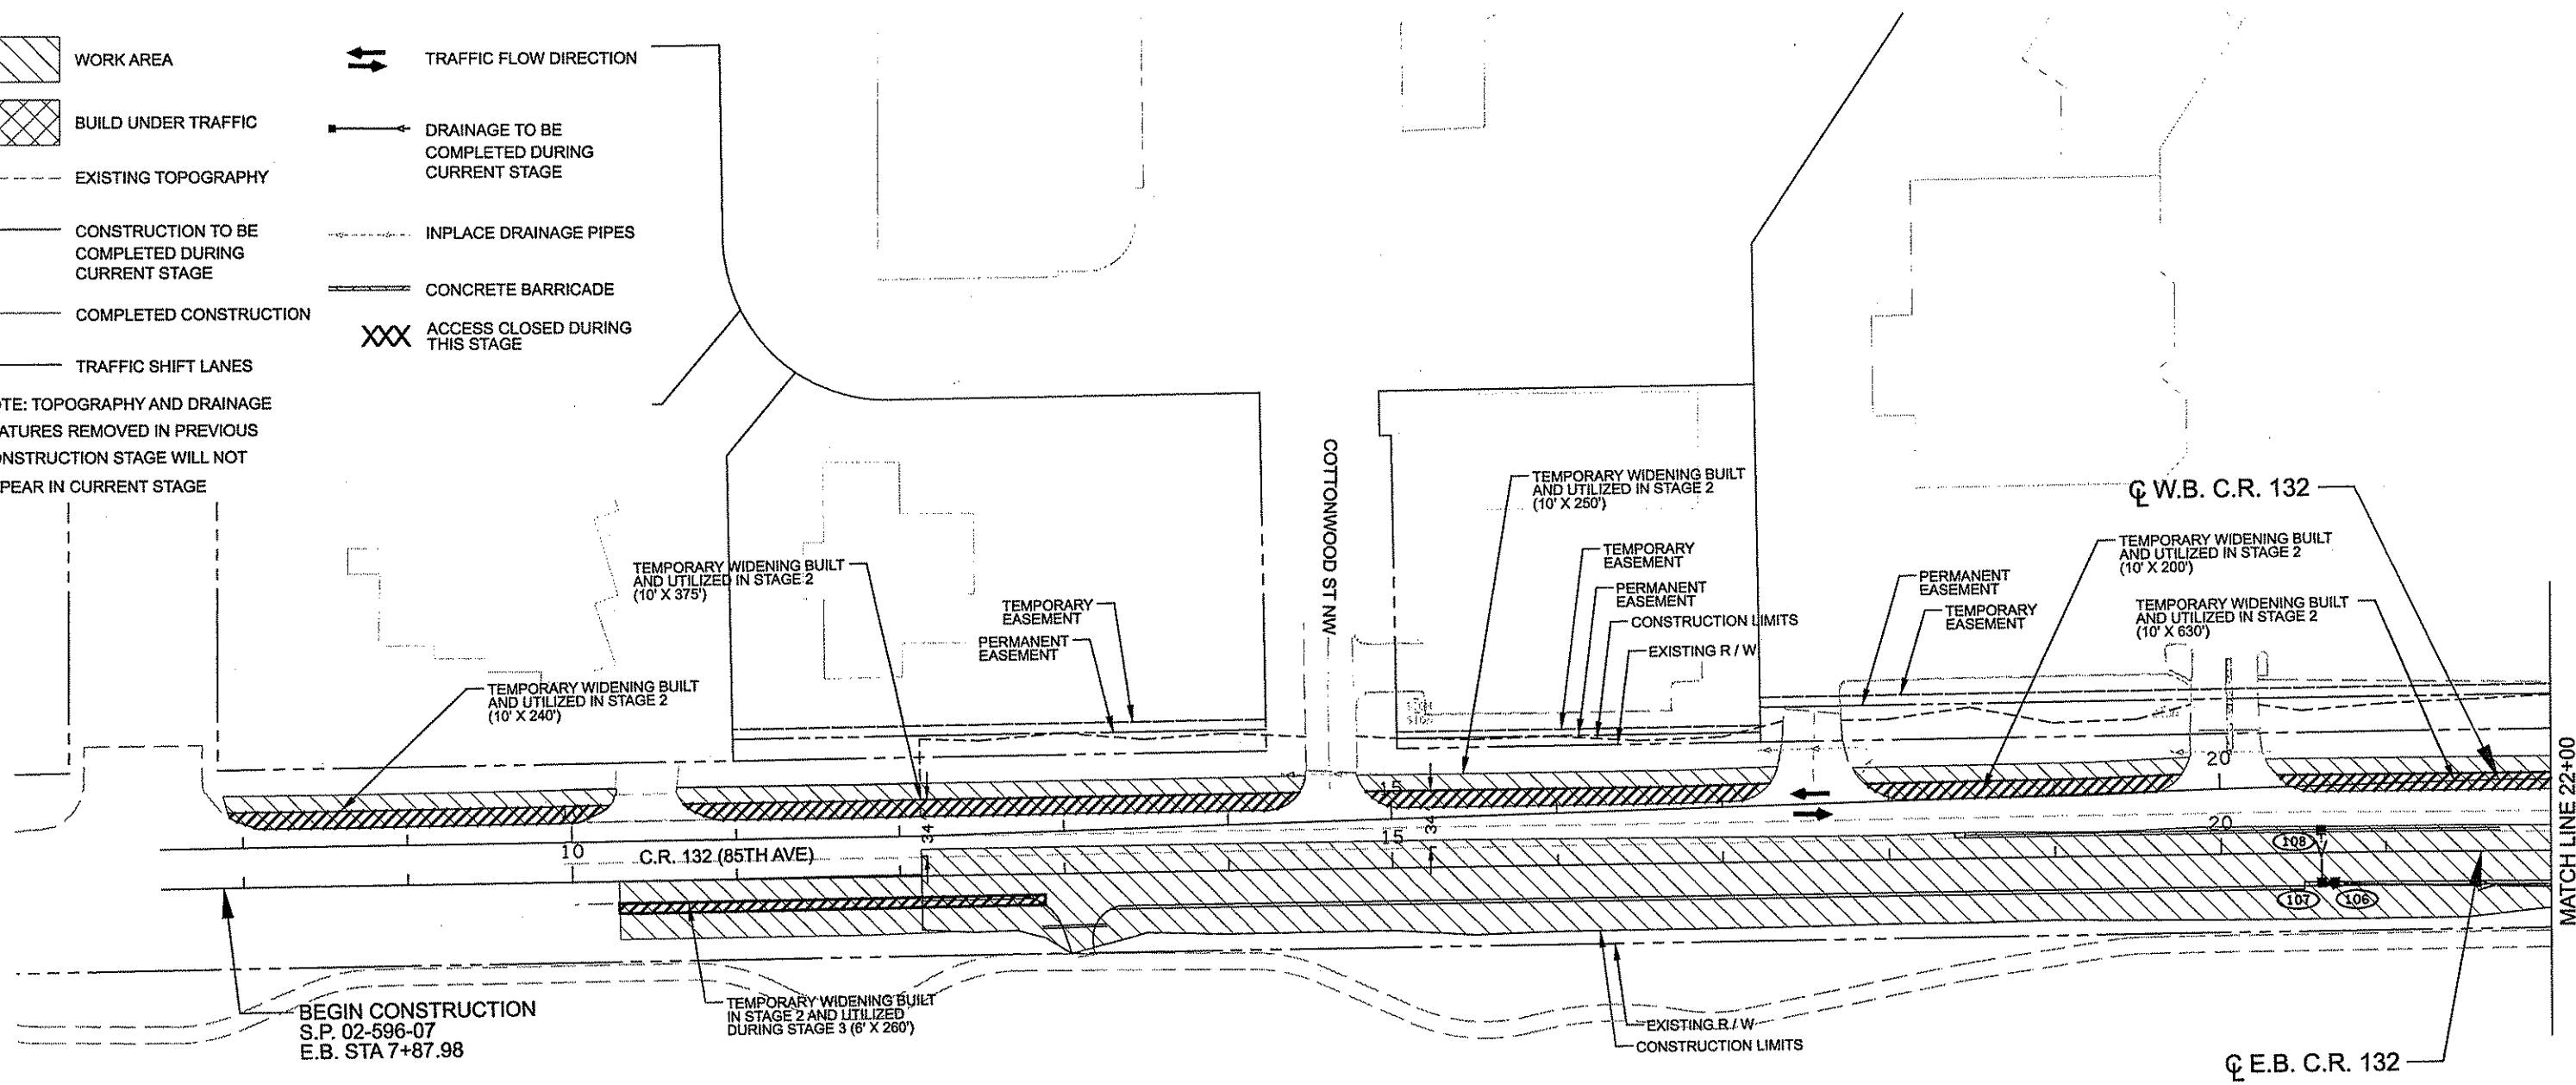 WORK AREA
BUILD UNDER TRAFFIC
EXISTING TOPOGRAPHY
CONSTRUCTION TO BE
COMPLETED DURING
CURRENT STAGE
COMPLETED CONSTRUCTION
TRAFFIC SHIFT LANES
OTE: TOPOGRAPHY AND DRAINAGE
ATURES REMOVED IN PREVIOUS
ONSTRUCTION STAGE WILL NOT
PEAR IN CURRENT STAGE
TRAFFIC FLOW DIRECTION
DRAINAGE TO BE
COMPLETED DURING
CURRENT STAGE
INPLACE DRAINAGE PIPES
CONCRETE BARRICADE
XXX ACCESS CLOSED DURING
THIS STAGE
TEMPORARY WIDENING BUILT
AND UTILIZED IN STAGE 2
(10' X 240')
TEMPORARY WIDENING BUILT
AND UTILIZED IN STAGE 2
(10' X 375')
TEMPORARY
EASEMENT
PERMANENT
EASEMENT
COTTONWOOD ST NW
TEMPORARY WIDENING BUILT
AND UTILIZED IN STAGE 2
(10' X 250')
TEMPORARY
EASEMENT
PERMANENT
EASEMENT
CONSTRUCTION LIMITS
EXISTING R / W
PERMANENT
EASEMENT
TEMPORARY
EASEMENT
℄ W.B. C.R. 132
TEMPORARY WIDENING BUILT
AND UTILIZED IN STAGE 2
(10' X 200')
TEMPORARY WIDENING BUILT
AND UTILIZED IN STAGE 2
(10' X 630')
15
20
10
C.R. 132 (85TH AVE)
34
15
34
20
108
107
106
MATCH LINE 22+00
BEGIN CONSTRUCTION
S.P. 02-596-07
E.B. STA 7+87.98
TEMPORARY WIDENING BUILT
IN STAGE 2 AND UTILIZED
DURING STAGE 3 (6' X 260')
EXISTING R / W
CONSTRUCTION LIMITS
℄ E.B. C.R. 132